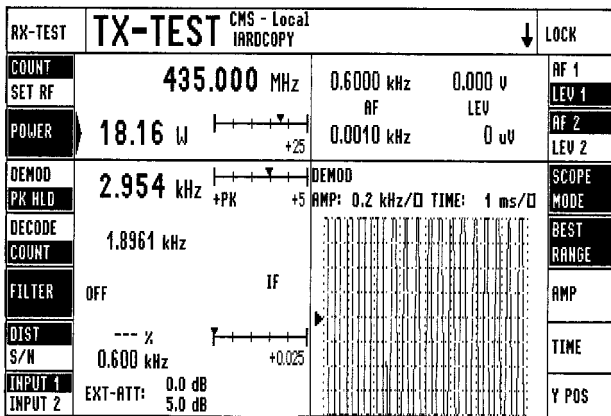 RX-TEST
TX-TEST
CMS - Local
IARDCOPY
LOCK
COUNT
SET RF
435.000 MHz
0.6000 kHz 0.000 V
AF LEV
0.0010 kHz 0 uV
AF 1
LEV 1
AF 2
LEV 2
POWER
18.16 W
+25
DEMOD
PK HLD
2.954 kHz
+PK +5
DEMOD
AMP: 0.2 kHz/□ TIME: 1 ms/□
SCOPE
MODE
DECODE
COUNT
1.8961 kHz
BEST
RANGE
FILTER
OFF
IF
AMP
DIST
S/N
--- %
0.600 kHz
+0.025
TIME
INPUT 1
INPUT 2
EXT-ATT: 0.0 dB
5.0 dB
Y POS